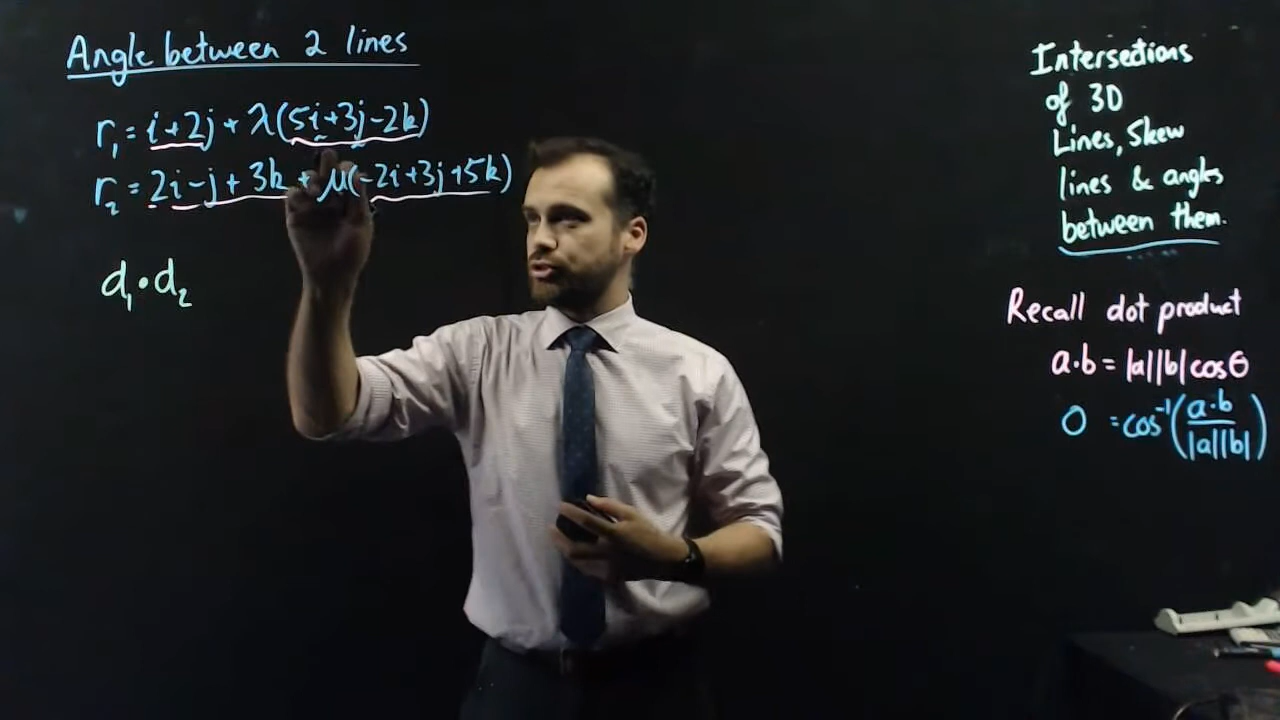 Angle between 2 lines
r₁ = i + 2j + λ(5i+3j-2k)
r₂ = 2i - j + 3k + μ(-2i+3j+5k)
d₁ • d₂
Intersections
of 3D
Lines, Skew
lines & angles
between them.
Recall dot product
a·b = |a||b|cosθ
θ = cos⁻¹(a·b / |a||b|)